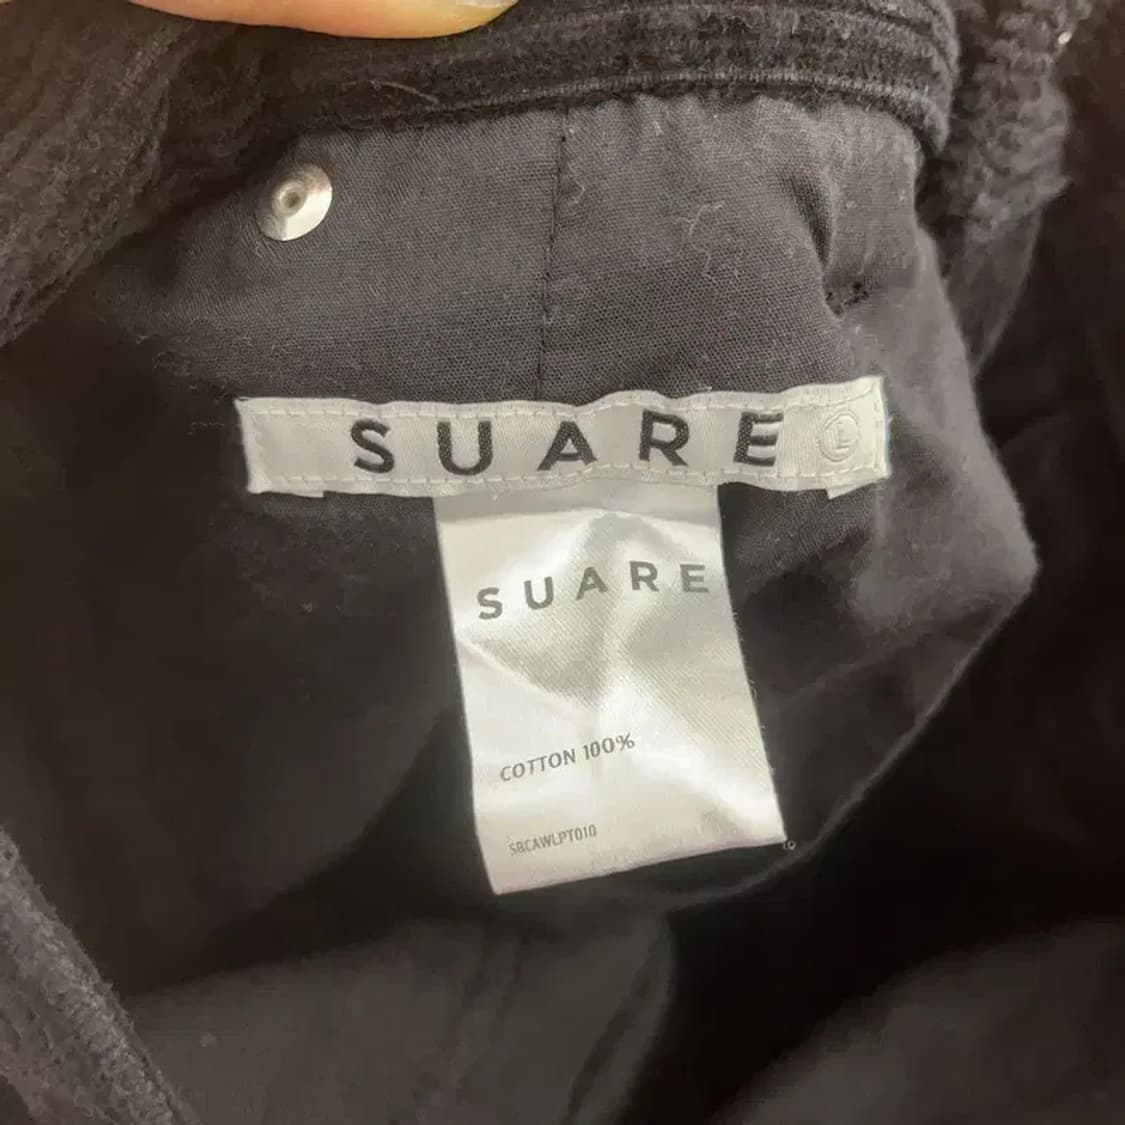 SUARE L
SUARE
COTTON 100%
SBCAWLPT010